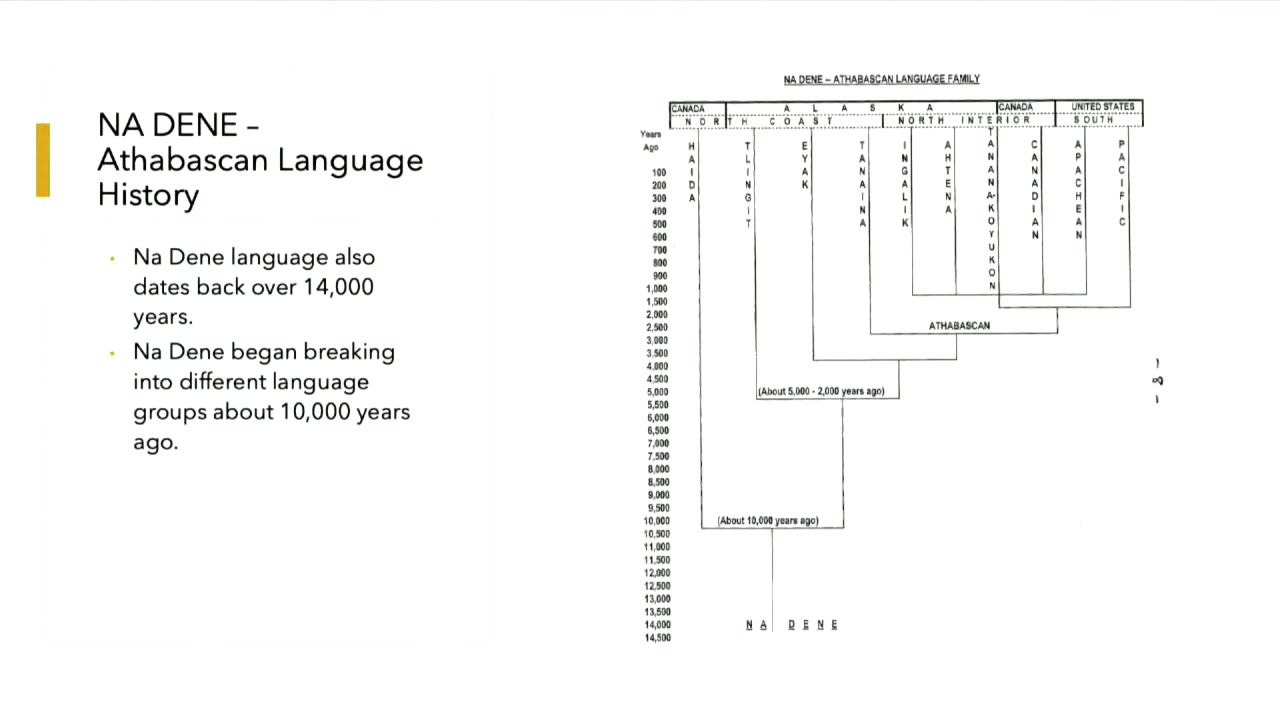 NA DENE –
Athabascan Language
History
• Na Dene language also
dates back over 14,000
years.
• Na Dene began breaking
into different language
groups about 10,000 years
ago.
NA DENE – ATHABASCAN LANGUAGE FAMILY
CANADA ALASKA CANADA UNITED STATES
NORTH COAST NORTH INTERIOR SOUTH
Years
Ago
HAIDA
TLINGIT
EYAK
TANAINA
INGALIK
AHTENA
TANANA-KOYUKON
CANADIAN
APACHEAN
PACIFIC
100
200
300
400
500
600
700
800
900
1,000
1,500
2,000
2,500
3,000
3,500
4,000
4,500
5,000
5,500
6,000
6,500
7,000
7,500
8,000
8,500
9,000
9,500
10,000
10,500
11,000
11,500
12,000
12,500
13,000
13,500
14,000
14,500
ATHABASCAN
(About 5,000 - 2,000 years ago)
(About 10,000 years ago)
NA DENE
- 8 -